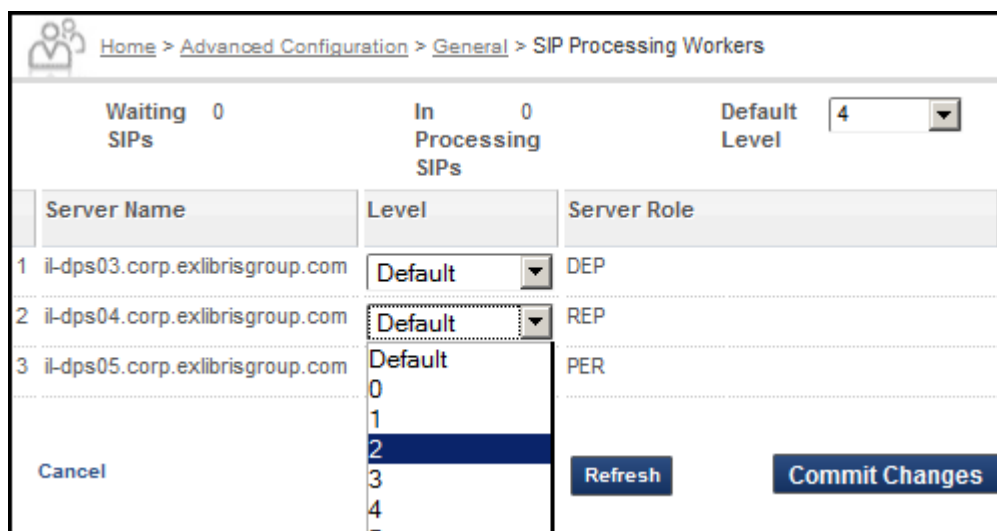 Home > Advanced Configuration > General > SIP Processing Workers
Waiting SIPs 0 In Processing SIPs 0 Default Level 4
Server Name Level Server Role
1 il-dps03.corp.exlibrisgroup.com Default DEP
2 il-dps04.corp.exlibrisgroup.com Default REP
3 il-dps05.corp.exlibrisgroup.com PER
Default
0
1
2
3
4
Cancel Refresh Commit Changes